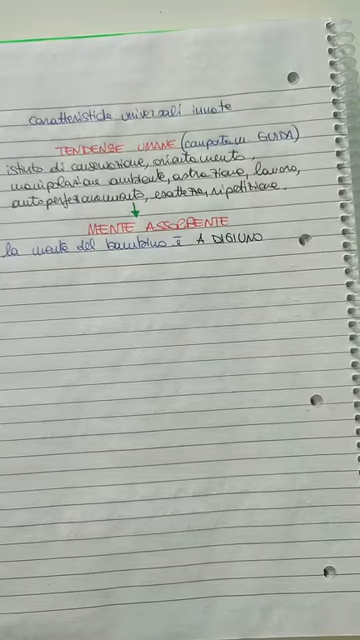 caratteristiche universali innate
TENDENZE UMANE (comportam GUIDA)
istinto di conservazione, orientamento,
manipolazione ambiente, astrazione, lavoro,
autoperfezionamento, esattezza, ripetizione.
MENTE ASSORBENTE
la mente del bambino è A DIGIUNO